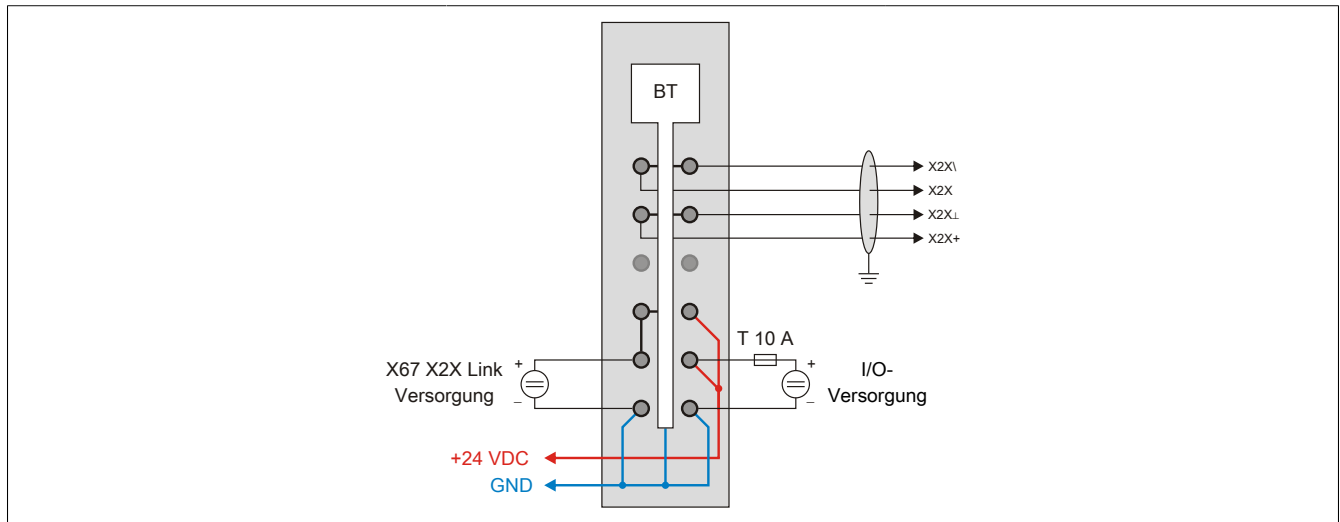 BT
X2X\
X2X
X2X⊥
X2X+
T 10 A
X67 X2X Link
Versorgung
+
−
+
−
I/O-
Versorgung
+24 VDC
GND